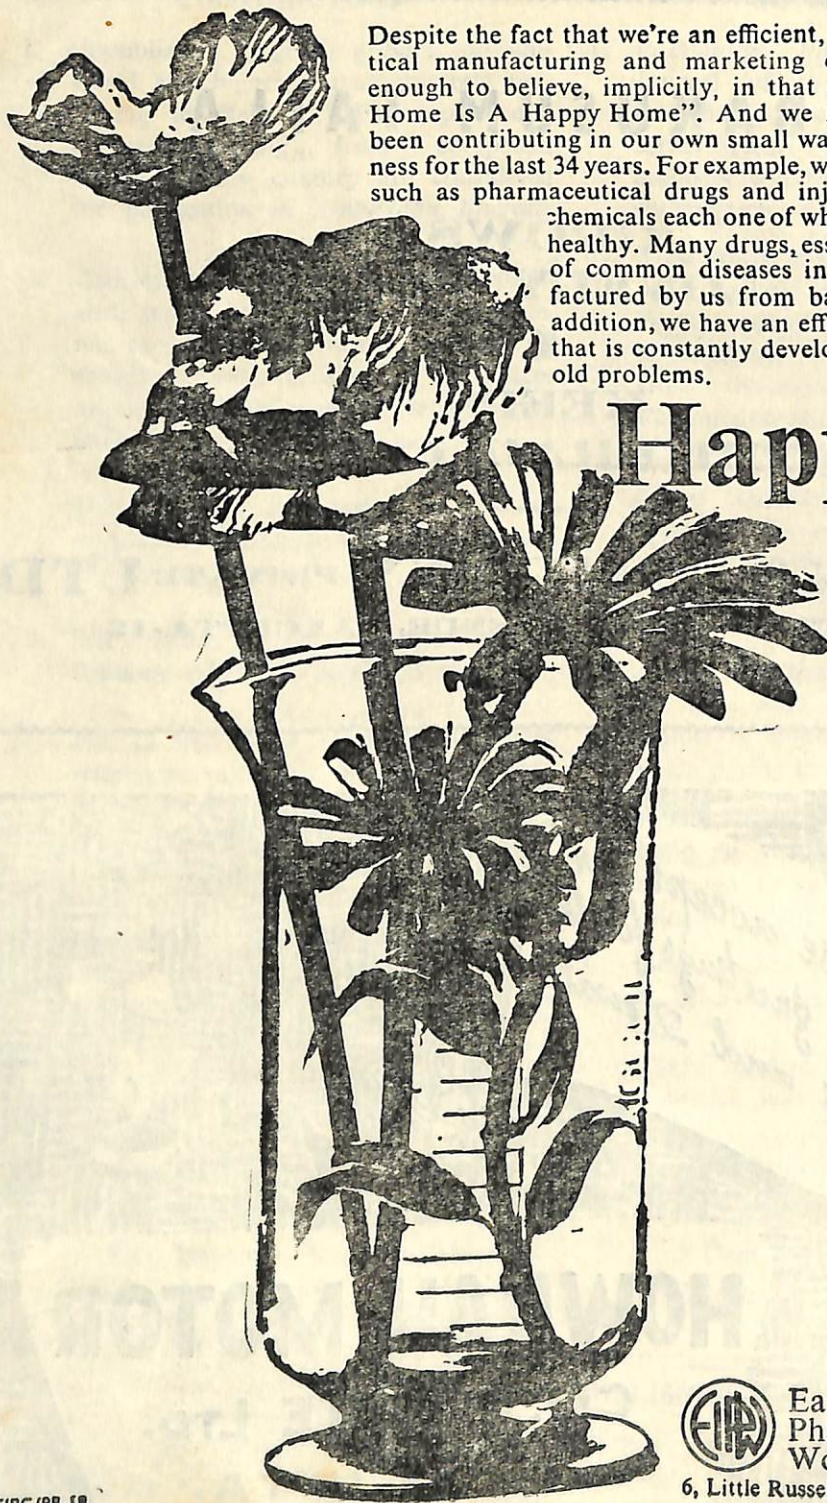 Despite the fact that we're an efficient,
tical manufacturing and marketing
enough to believe, implicitly, in that
Home Is A Happy Home". And we
been contributing in our own small wa
ness for the last 34 years. For example, w
such as pharmaceutical drugs and inj
chemicals each one of wh
healthy. Many drugs, ess
of common diseases in
factured by us from ba
addition, we have an eff
that is constantly develo
old problems.
Hap
Ea
Ph
Wo
6, Little Russe